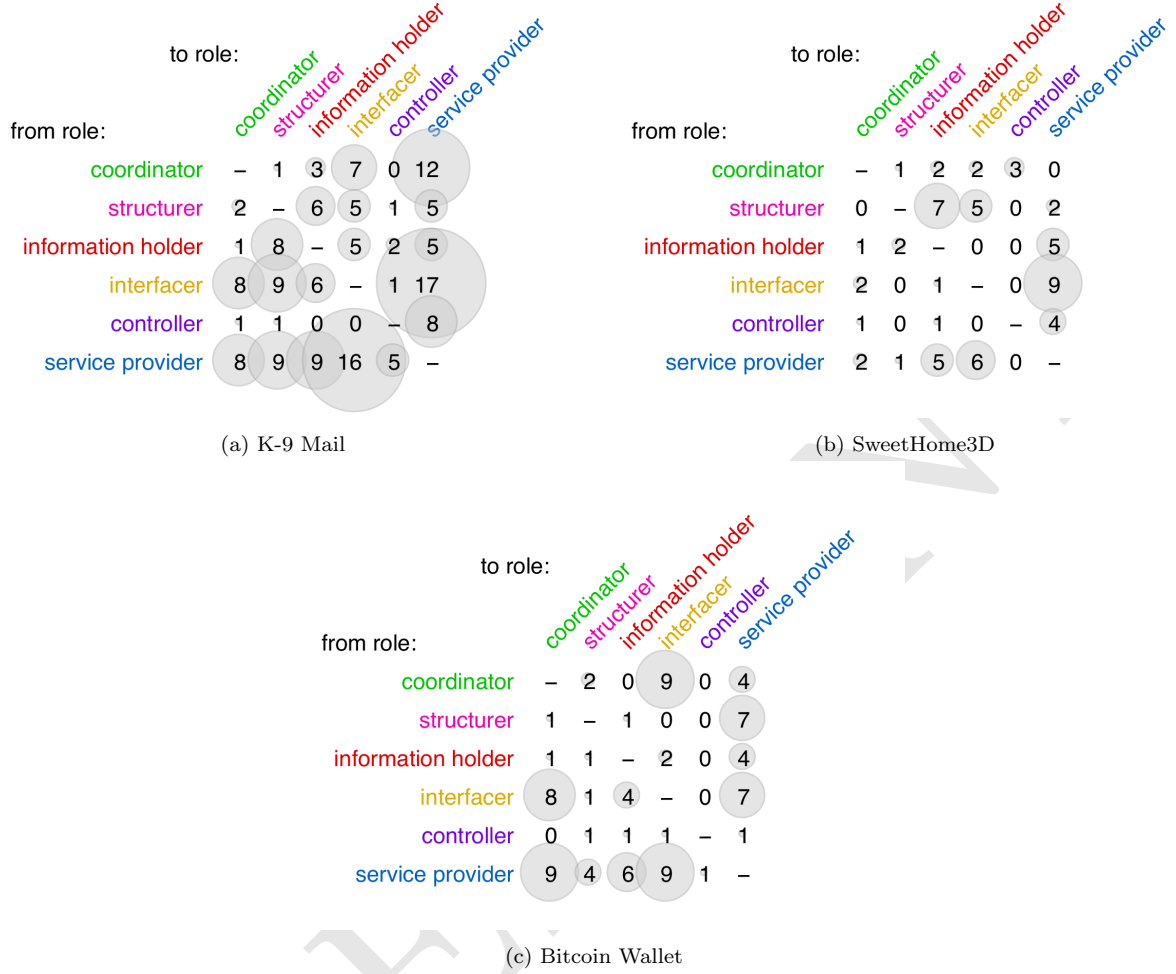 to role:
coordinator structurer information holder interfacer controller service provider
from role:
coordinator – 1 3 7 0 12
structurer 2 – 6 5 1 5
information holder 1 8 – 5 2 5
interfacer 8 9 6 – 1 17
controller 1 1 0 0 – 8
service provider 8 9 9 16 5 –
(a) K-9 Mail
to role:
coordinator structurer information holder interfacer controller service provider
from role:
coordinator – 1 2 2 3 0
structurer 0 – 7 5 0 2
information holder 1 2 – 0 0 5
interfacer 2 0 1 – 0 9
controller 1 0 1 0 – 4
service provider 2 1 5 6 0 –
(b) SweetHome3D
to role:
coordinator structurer information holder interfacer controller service provider
from role:
coordinator – 2 0 9 0 4
structurer 1 – 1 0 0 7
information holder 1 1 – 2 0 4
interfacer 8 1 4 – 0 7
controller 0 1 1 1 – 1
service provider 9 4 6 9 1 –
(c) Bitcoin Wallet